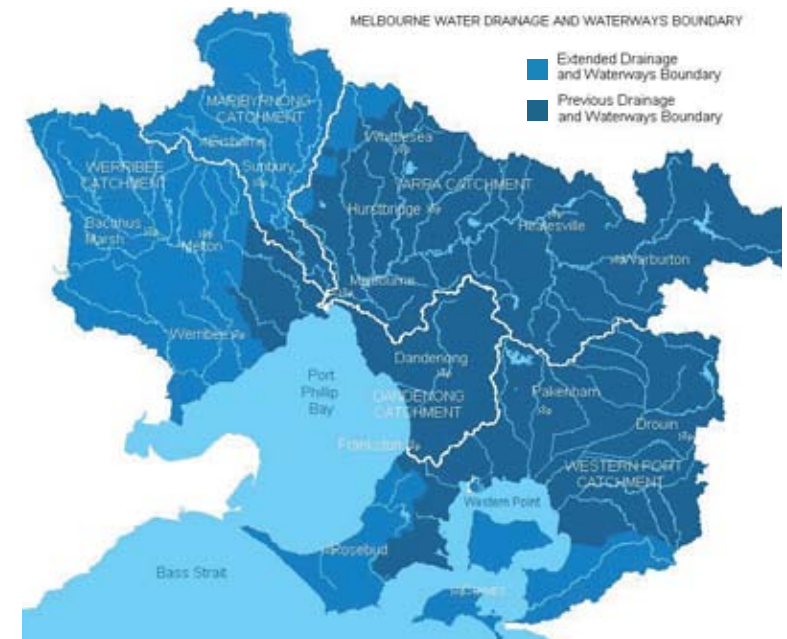 MELBOURNE WATER DRAINAGE AND WATERWAYS BOUNDARY
Extended Drainage
and Waterways Boundary
Previous Drainage
and Waterways Boundary
MARIBYRNONG
CATCHMENT
Whittlesea
WERRIBEE
CATCHMENT
Sunbury
YARRA CATCHMENT
Hurstbridge
Healesville
Bacchus
Marsh
Melton
Warburton
Melbourne
Werribee
Dandenong
Port
Phillip
Bay
DANDENONG
CATCHMENT
Pakenham
Drouin
Frankston
WESTERN PORT
CATCHMENT
Western Point
Rosebud
Bass Strait